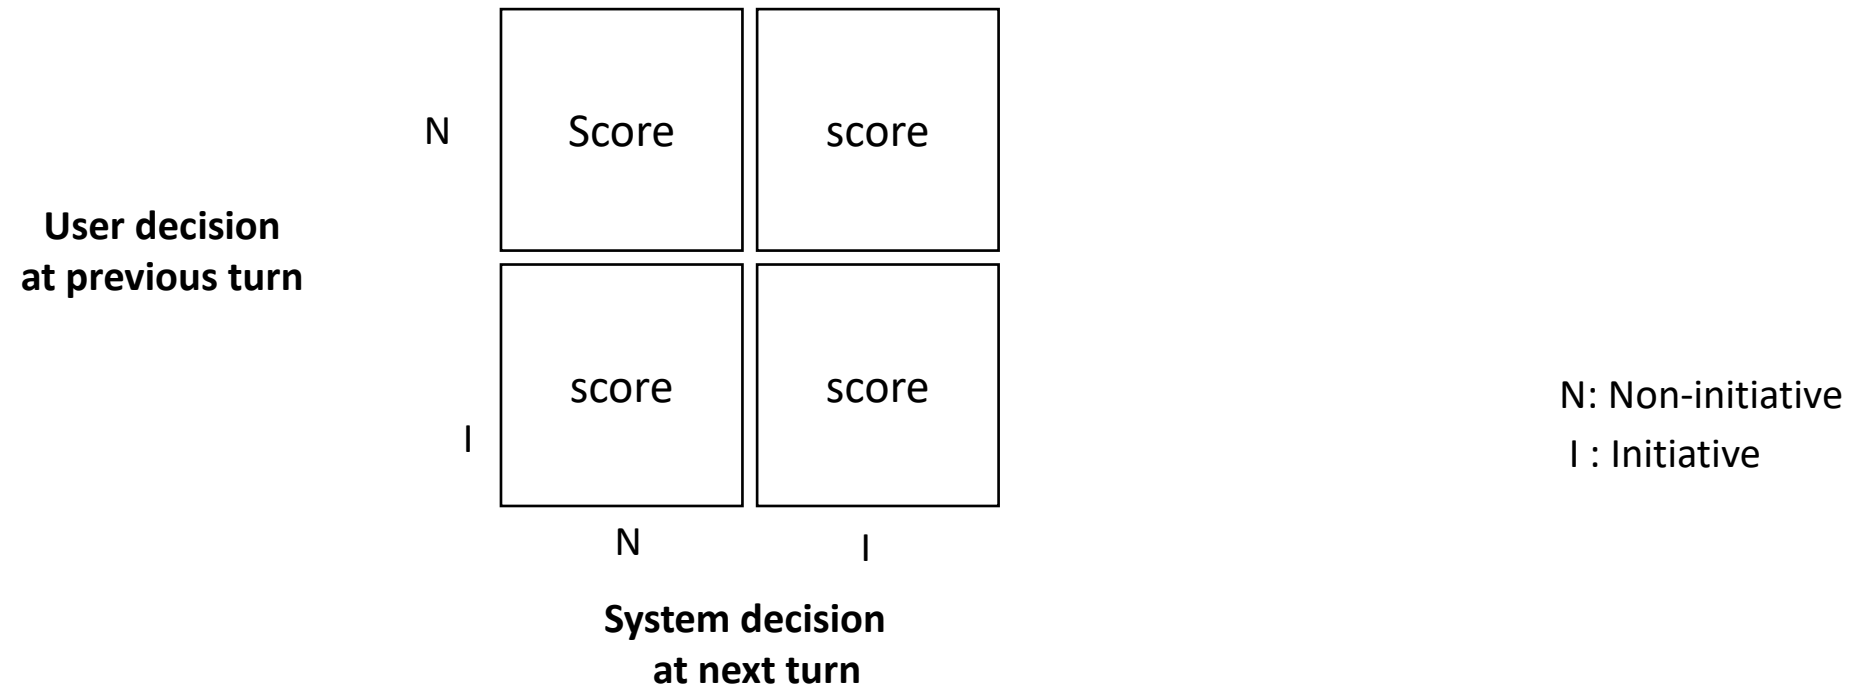 N
Score
score
User decision
at previous turn
score
score
I
N: Non-initiative
I : Initiative
N
I
System decision
at next turn